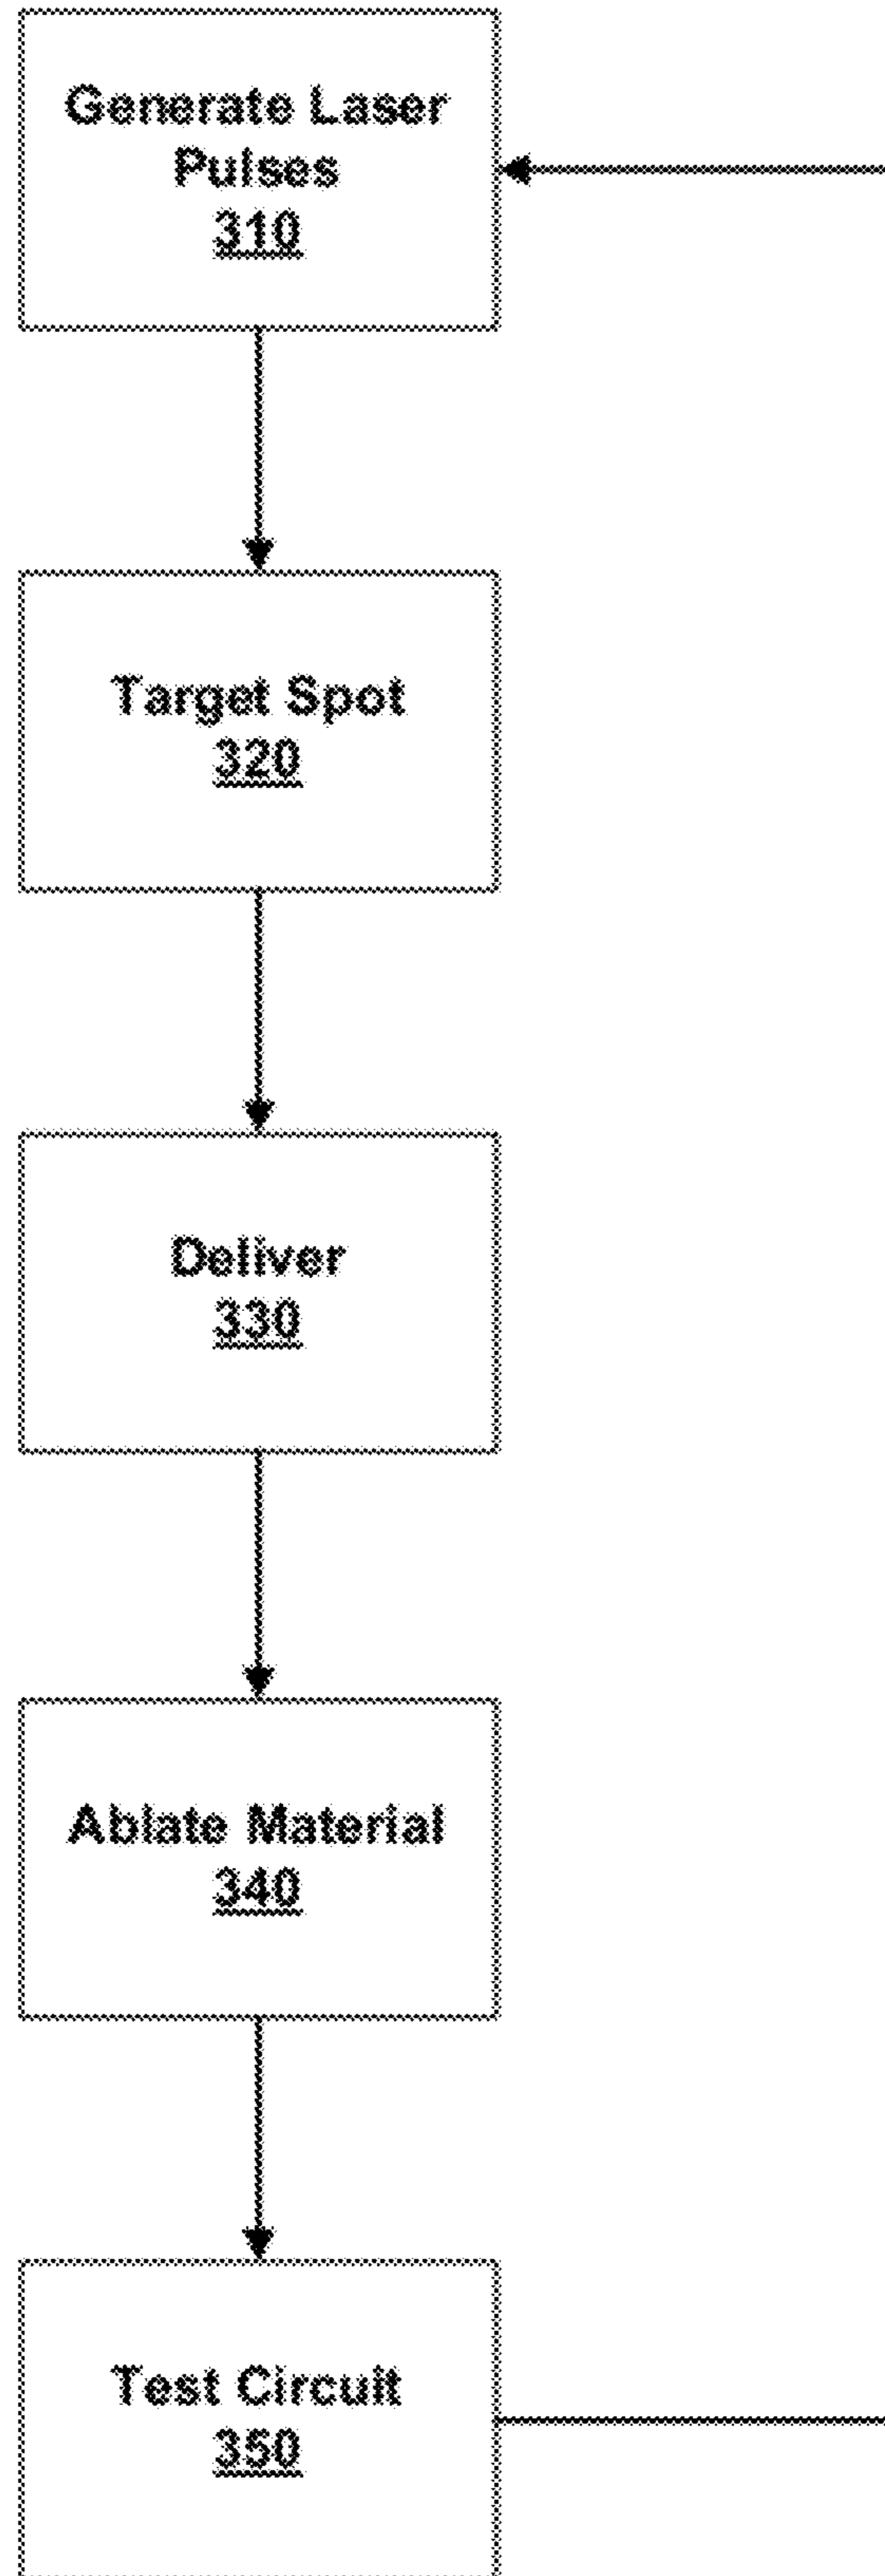 Generate Laser
Pulses
310
Target Spot
320
Deliver
330
Ablate Material
340
Test Circuit
350